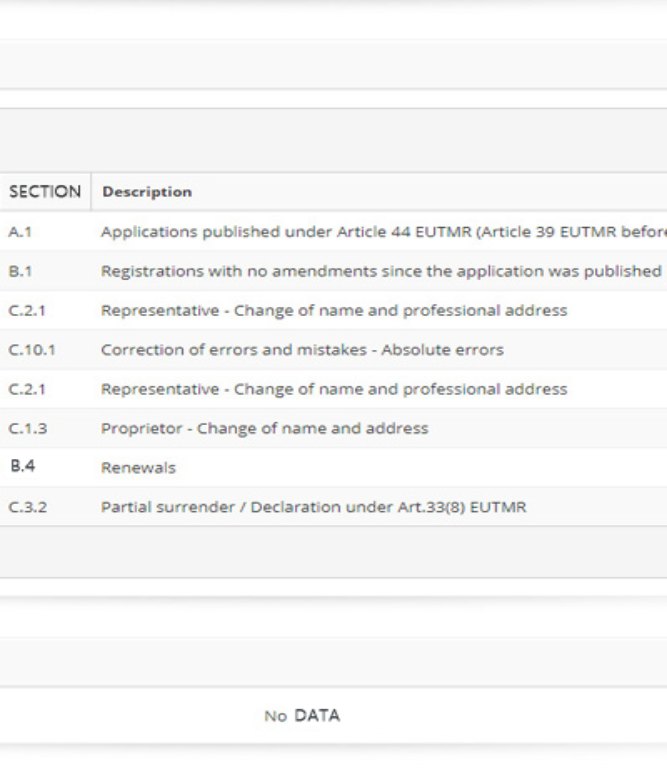 SECTION Description
A.1 Applications published under Article 44 EUTMR (Article 39 EUTMR before
B.1 Registrations with no amendments since the application was published
C.2.1 Representative - Change of name and professional address
C.10.1 Correction of errors and mistakes - Absolute errors
C.2.1 Representative - Change of name and professional address
C.1.3 Proprietor - Change of name and address
B.4 Renewals
C.3.2 Partial surrender / Declaration under Art.33(8) EUTMR
No DATA